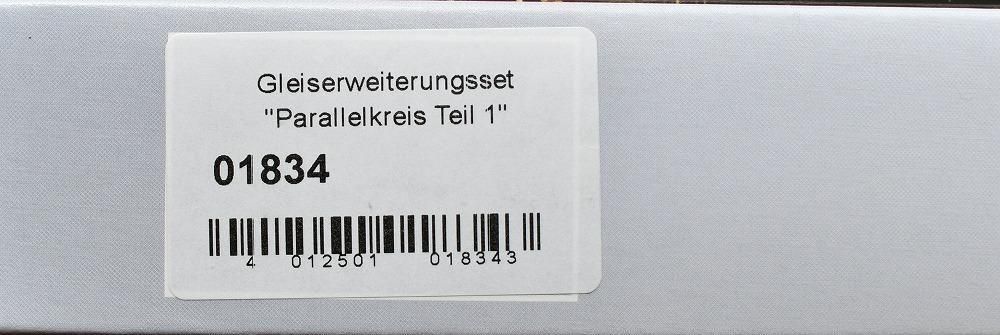 Gleiserweiterungsset
"Parallelkreis Teil 1"
01834
4 012501 018343